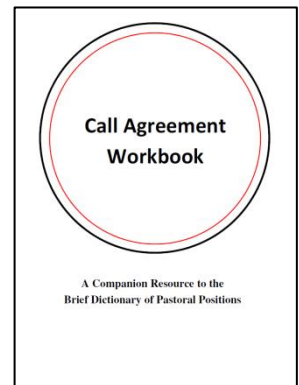 Call Agreement
Workbook
A Companion Resource to the
Brief Dictionary of Pastoral Positions